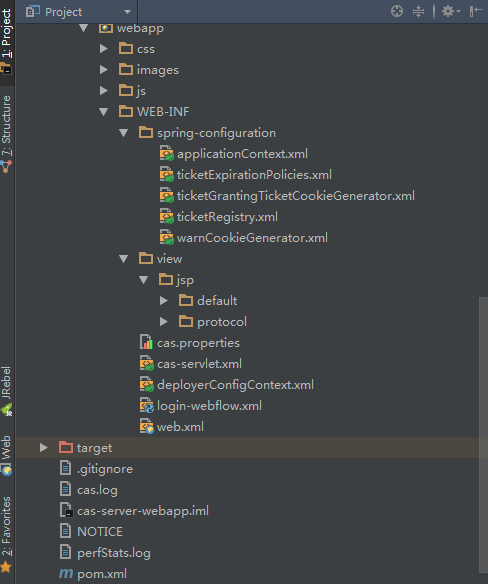 Project
webapp
css
images
js
WEB-INF
spring-configuration
applicationContext.xml
ticketExpirationPolicies.xml
ticketGrantingTicketCookieGenerator.xml
ticketRegistry.xml
warnCookieGenerator.xml
view
jsp
default
protocol
cas.properties
cas-servlet.xml
deployerConfigContext.xml
login-webflow.xml
web.xml
target
.gitignore
cas.log
cas-server-webapp.iml
NOTICE
perfStats.log
m pom.xml
1: Project
7: Structure
JRebel
Web
2: Favorites